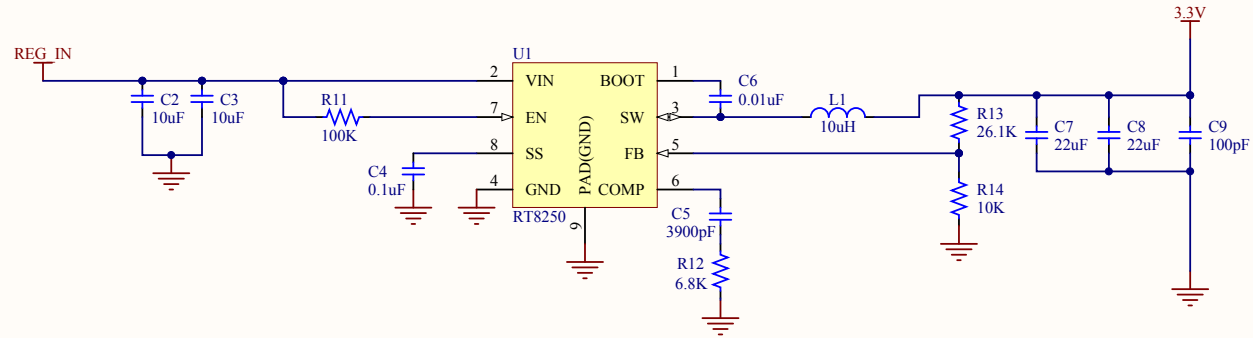 3.3V
REG_IN
U1
2 VIN BOOT 1
C2
10uF
C3
10uF
R11
100K
7 EN SW 3
C6
0.01uF
L1
10uH
R13
26.1K
C7
22uF
C8
22uF
C9
100pF
8 SS FB 5
C4
0.1uF
PAD(GND)
4 GND COMP 6
R14
10K
RT8250
9
C5
3900pF
R12
6.8K